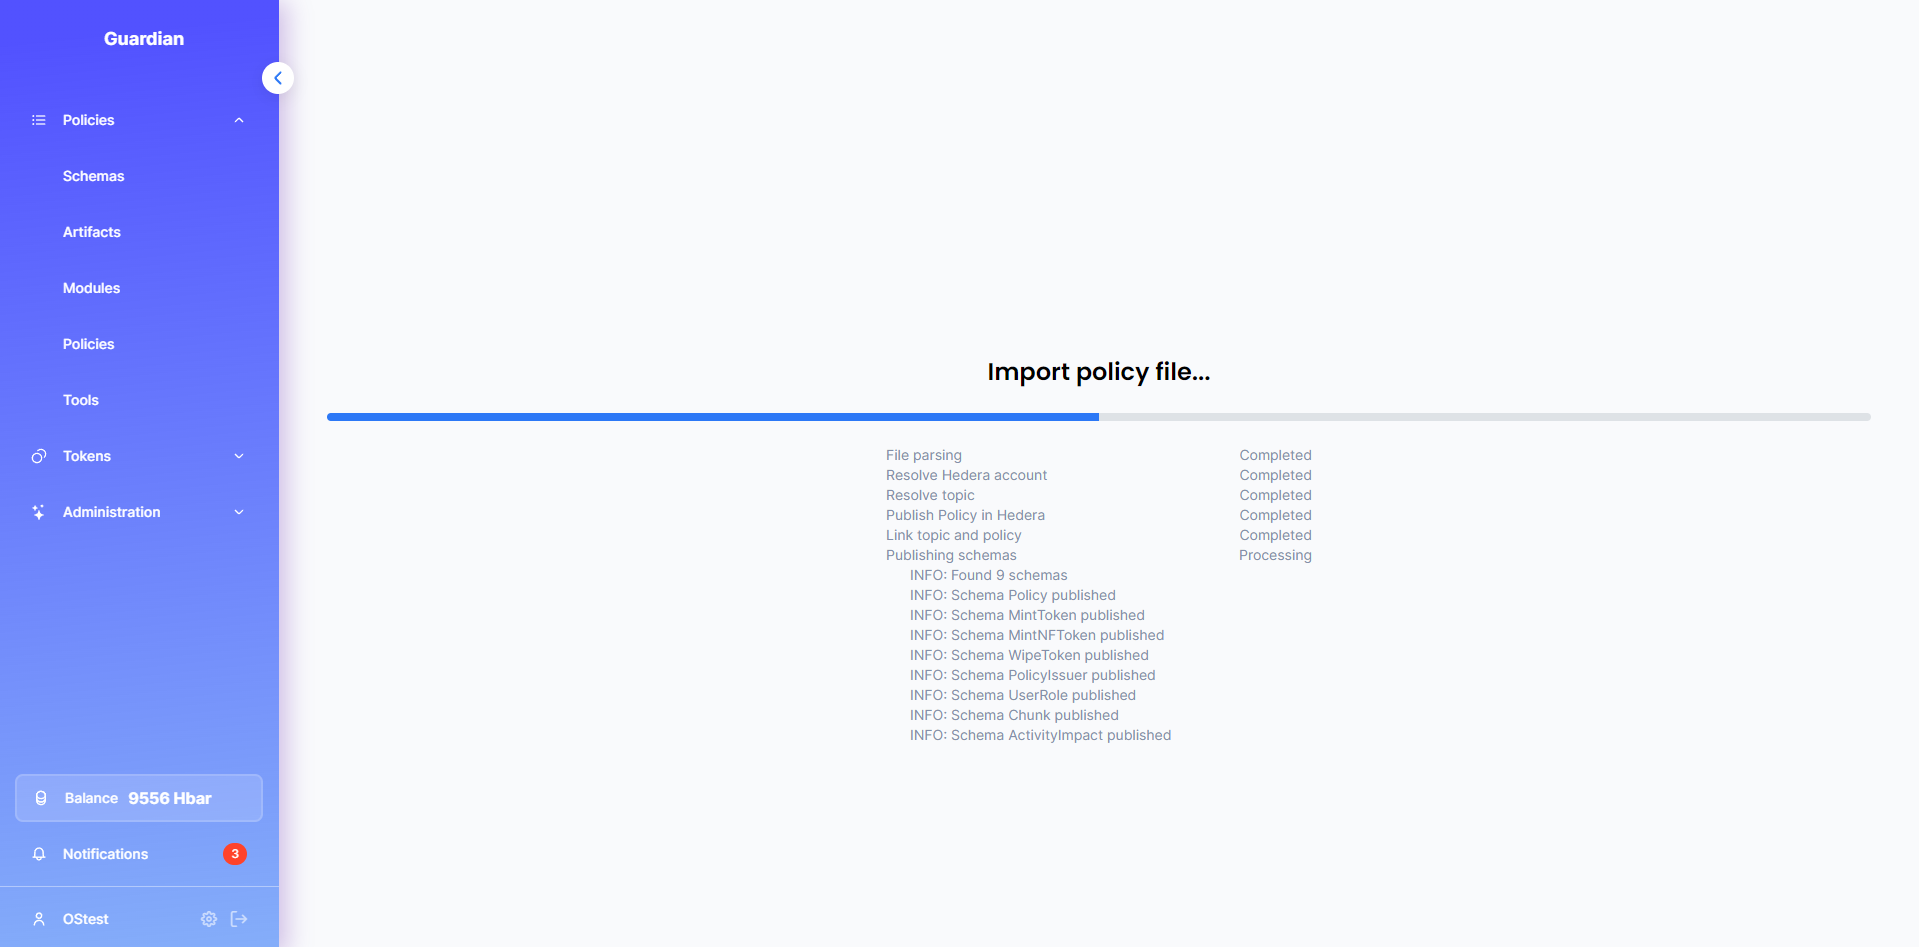 Guardian
Policies
Schemas
Artifacts
Modules
Policies
Tools
Tokens
Administration
Balance 9556 Hbar
Notifications 3
OStest
Import policy file...
File parsing Completed
Resolve Hedera account Completed
Resolve topic Completed
Publish Policy in Hedera Completed
Link topic and policy Completed
Publishing schemas Processing
INFO: Found 9 schemas
INFO: Schema Policy published
INFO: Schema MintToken published
INFO: Schema MintNFToken published
INFO: Schema WipeToken published
INFO: Schema PolicyIssuer published
INFO: Schema UserRole published
INFO: Schema Chunk published
INFO: Schema ActivityImpact published